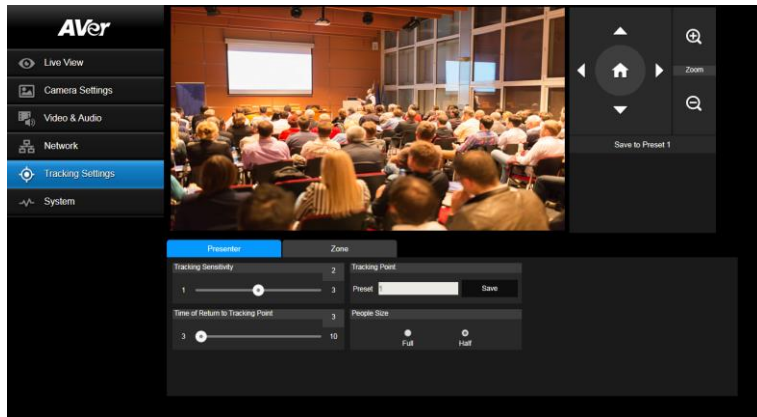 AVer
Live View
Camera Settings
Video & Audio
Network
Tracking Settings
System
Zoom
Save to Preset 1
Presenter
Zone
Tracking Sensitivity
2
1
3
Tracking Point
Preset
1
Save
Time of Return to Tracking Point
3
3
10
People Size
Full
Half